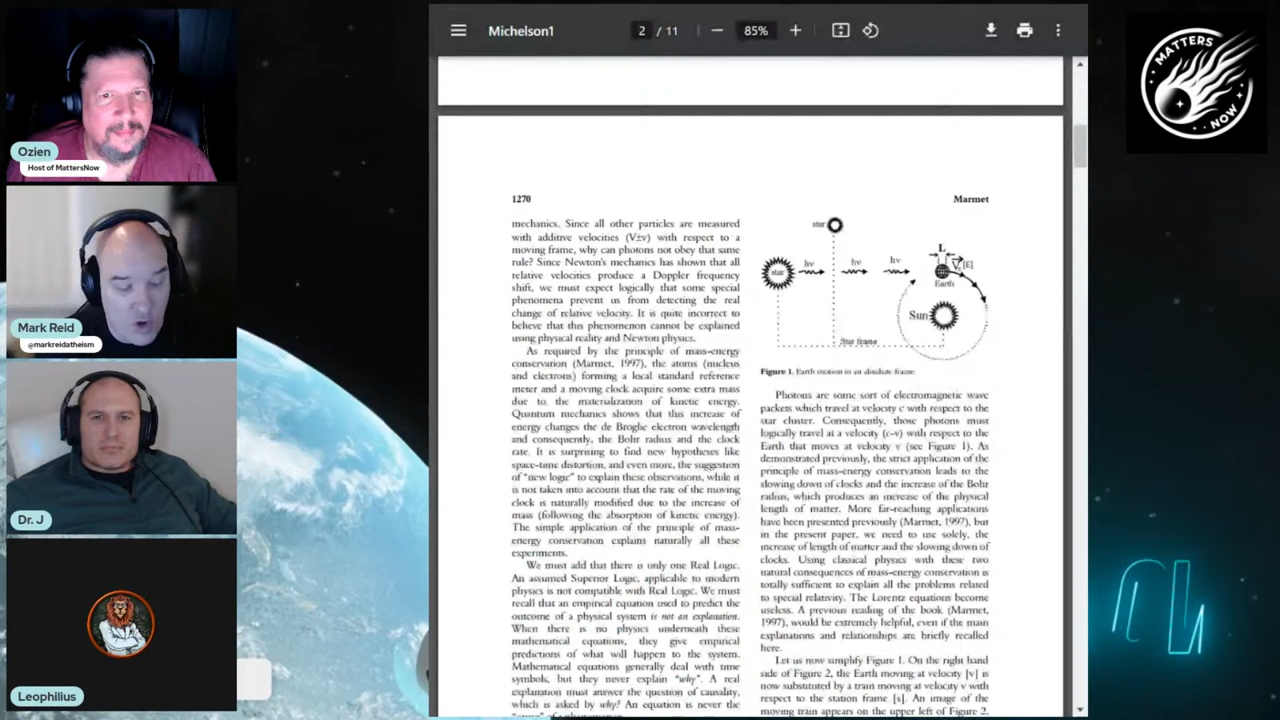 Ozien
Host of MattersNow
Mark Reid
@markreidatheism
Dr. J
Leophilius
Michelson1
2 / 11
85%
1270
Marmet
mechanics. Since all other particles are measured
with additive velocities (V±v) with respect to a
moving frame, why can photons not obey that same
rule? Since Newton's mechanics has shown that all
relative velocities produce a Doppler frequency
shift, we must expect logically that some special
phenomena prevent us from detecting the real
change of relative velocity. It is quite incorrect to
believe that this phenomenon cannot be explained
using physical reality and Newton physics.
As required by the principle of mass-energy
conservation (Marmet, 1997), the atoms (nucleus
and electrons) forming a local standard reference
meter and a moving clock acquire some extra mass
due to the materialization of kinetic energy.
Quantum mechanics shows that this increase of
energy changes the de Broglie electron wavelength
and consequently, the Bohr radius and the clock
rate. It is surprising to find new hypotheses like
space-time distortion, and even more, the suggestion
of "new logic" to explain these observations, while it
is not taken into account that the rate of the moving
clock is naturally modified due to the increase of
mass (following the absorption of kinetic energy).
The simple application of the principle of mass-
energy conservation explains naturally all these
experiments.
We must add that there is only one Real Logic.
An assumed Superior Logic, applicable to modern
physics is not compatible with Real Logic. We must
recall that an empirical equation used to predict the
outcome of a physical system is not an explanation.
When there is no physics underneath these
mathematical equations, they give empirical
predictions of what will happen to the system.
Mathematical equations generally deal with time
symbols, but they never explain "why". A real
explanation must answer the question of causality,
which is asked by why? An equation is never the
star
star
hν
hν
hν
L
[E]
Earth
Sun
Star frame
Figure 1. Earth motion in an absolute frame
Photons are some sort of electromagnetic wave
packets which travel at velocity c with respect to the
star cluster. Consequently, those photons must
logically travel at a velocity (c-v) with respect to the
Earth that moves at velocity v (see Figure 1). As
demonstrated previously, the strict application of the
principle of mass-energy conservation leads to the
slowing down of clocks and the increase of the Bohr
radius, which produces an increase of the physical
length of matter. More far-reaching applications
have been presented previously (Marmet, 1997), but
in the present paper, we need to use solely, the
increase of length of matter and the slowing down of
clocks. Using classical physics with these two
natural consequences of mass-energy conservation is
totally sufficient to explain all the problems related
to special relativity. The Lorentz equations become
useless. A previous reading of the book (Marmet,
1997), would be extremely helpful, even if the main
explanations and relationships are briefly recalled
here.
Let us now simplify Figure 1. On the right hand
side of Figure 2, the Earth moving at velocity [v] is
now substituted by a train moving at velocity v with
respect to the station frame [s]. An image of the
moving train appears on the upper left of Figure 2.
MATTERS
NOW